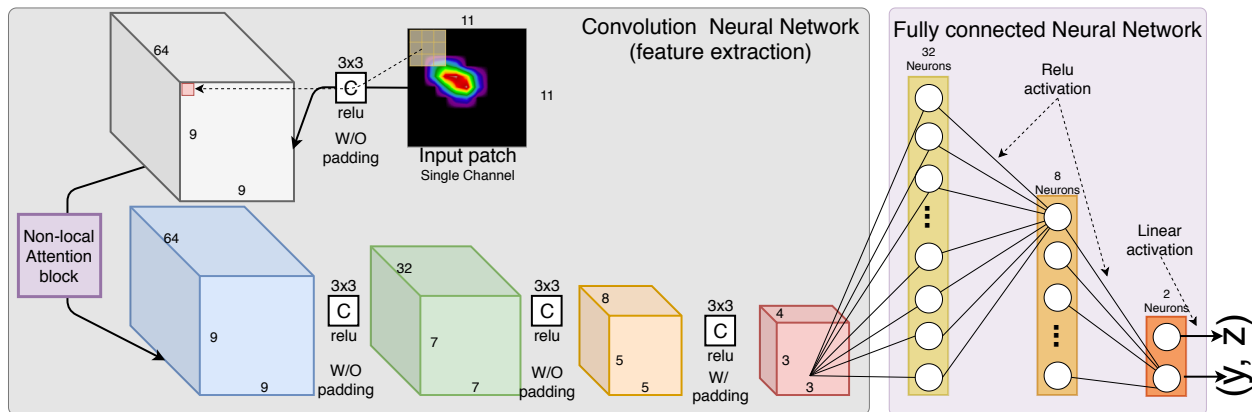 Convolution Neural Network
(feature extraction)
Fully connected Neural Network
64
9
9
3x3
C
relu
W/O
padding
11
11
Input patch
Single Channel
Non-local
Attention
block
64
9
9
3x3
C
relu
W/O
padding
32
7
7
3x3
C
relu
W/O
padding
8
5
5
3x3
C
relu
W/
padding
4
3
3
32
Neurons
Relu
activation
8
Neurons
Linear
activation
2
Neurons
(y, z)